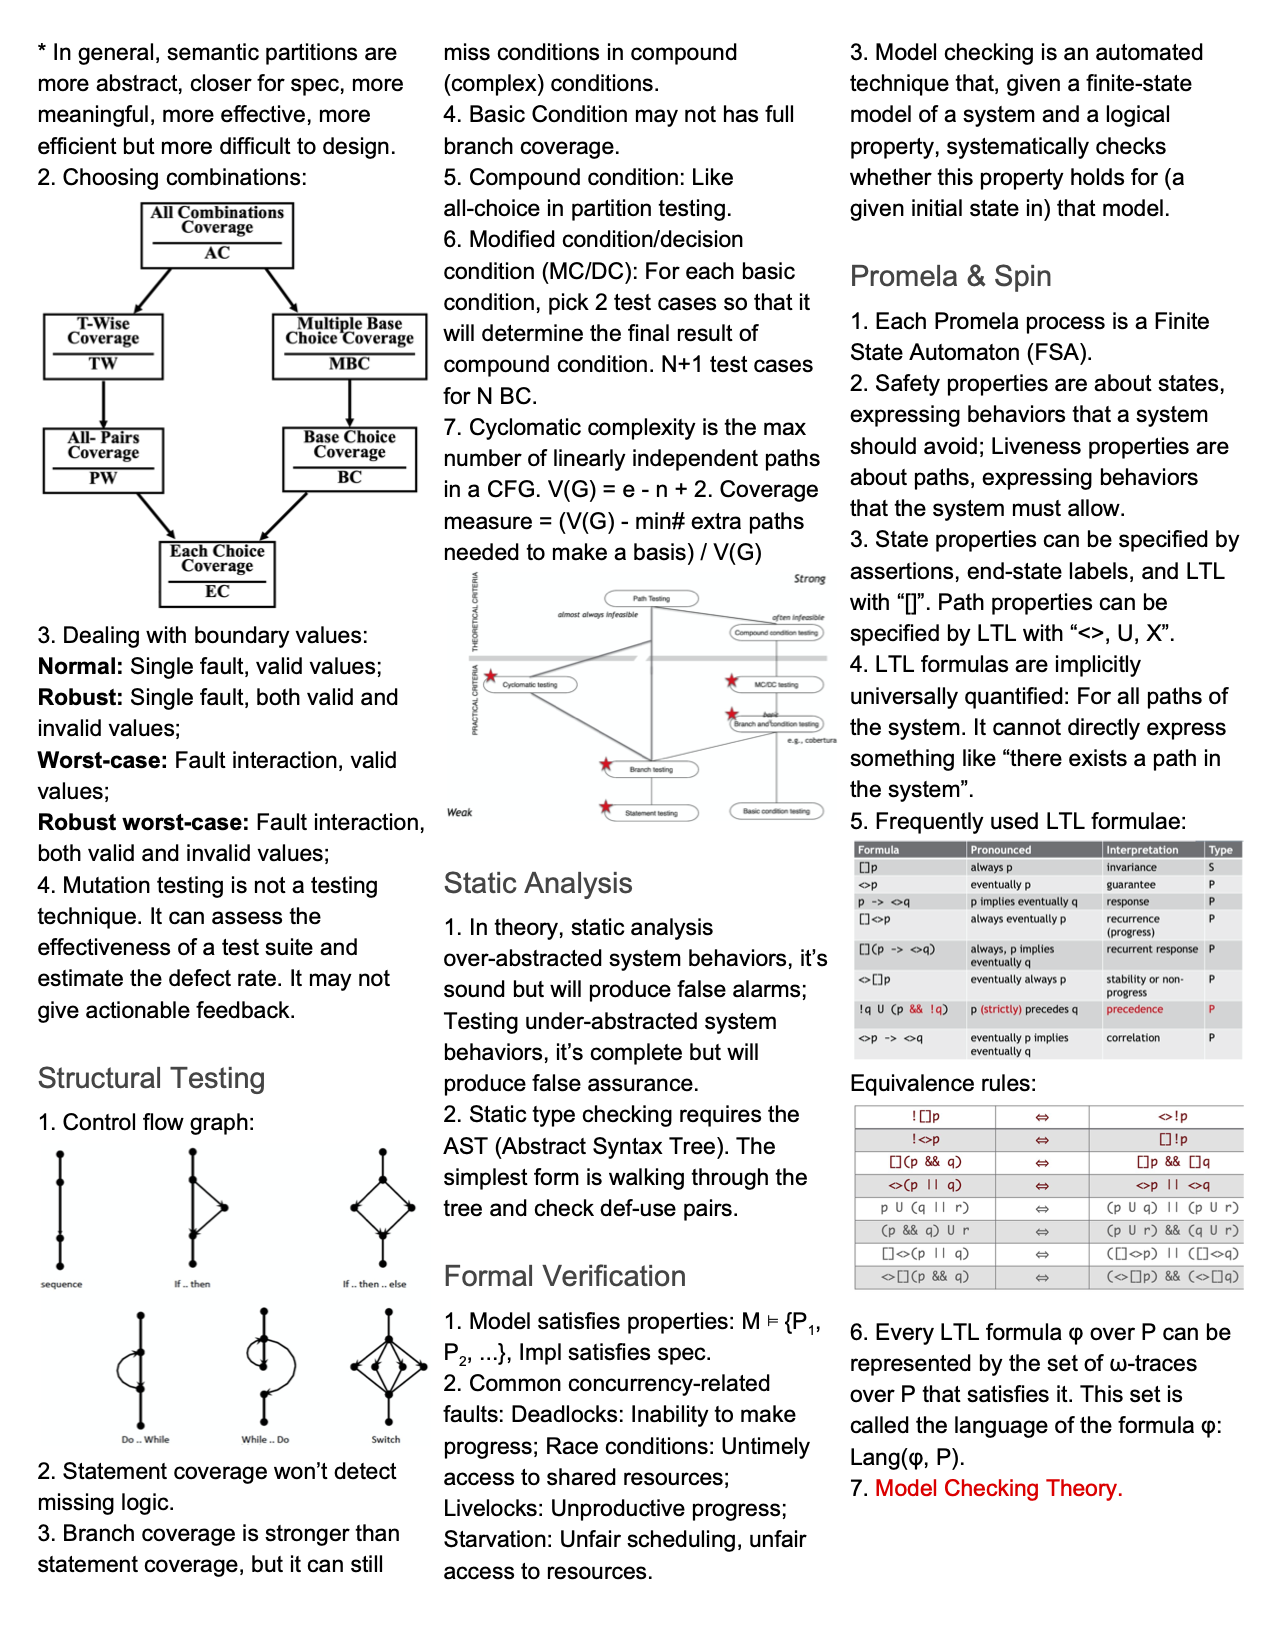 * In general, semantic partitions are
more abstract, closer for spec, more
meaningful, more effective, more
efficient but more difficult to design.
2. Choosing combinations:
All Combinations
Coverage
AC
T-Wise
Coverage
TW
Multiple Base
Choice Coverage
MBC
All- Pairs
Coverage
PW
Base Choice
Coverage
BC
Each Choice
Coverage
EC
3. Dealing with boundary values:
Normal: Single fault, valid values;
Robust: Single fault, both valid and
invalid values;
Worst-case: Fault interaction, valid
values;
Robust worst-case: Fault interaction,
both valid and invalid values;
4. Mutation testing is not a testing
technique. It can assess the
effectiveness of a test suite and
estimate the defect rate. It may not
give actionable feedback.
Structural Testing
1. Control flow graph:
sequence
If .. then
If .. then .. else
Do .. While
While .. Do
Switch
2. Statement coverage won't detect
missing logic.
3. Branch coverage is stronger than
statement coverage, but it can still
miss conditions in compound
(complex) conditions.
4. Basic Condition may not has full
branch coverage.
5. Compound condition: Like
all-choice in partition testing.
6. Modified condition/decision
condition (MC/DC): For each basic
condition, pick 2 test cases so that it
will determine the final result of
compound condition. N+1 test cases
for N BC.
7. Cyclomatic complexity is the max
number of linearly independent paths
in a CFG. V(G) = e - n + 2. Coverage
measure = (V(G) - min# extra paths
needed to make a basis) / V(G)
THEORETICAL CRITERIA
PRACTICAL CRITERIA
Strong
Path Testing
almost always infeasible
often infeasible
Compound condition testing
Cyclomatic testing
MC/DC testing
basic
Branch and condition testing
e.g., cobertura
Branch testing
Weak
Statement testing
Basic condition testing
Static Analysis
1. In theory, static analysis
over-abstracted system behaviors, it's
sound but will produce false alarms;
Testing under-abstracted system
behaviors, it's complete but will
produce false assurance.
2. Static type checking requires the
AST (Abstract Syntax Tree). The
simplest form is walking through the
tree and check def-use pairs.
Formal Verification
1. Model satisfies properties: M ⊨ {P₁,
P₂, ...}, Impl satisfies spec.
2. Common concurrency-related
faults: Deadlocks: Inability to make
progress; Race conditions: Untimely
access to shared resources;
Livelocks: Unproductive progress;
Starvation: Unfair scheduling, unfair
access to resources.
3. Model checking is an automated
technique that, given a finite-state
model of a system and a logical
property, systematically checks
whether this property holds for (a
given initial state in) that model.
Promela & Spin
1. Each Promela process is a Finite
State Automaton (FSA).
2. Safety properties are about states,
expressing behaviors that a system
should avoid; Liveness properties are
about paths, expressing behaviors
that the system must allow.
3. State properties can be specified by
assertions, end-state labels, and LTL
with “[]”. Path properties can be
specified by LTL with “<>, U, X”.
4. LTL formulas are implicitly
universally quantified: For all paths of
the system. It cannot directly express
something like “there exists a path in
the system”.
5. Frequently used LTL formulae:
Formula Pronounced Interpretation Type
[]p always p invariance S
<>p eventually p guarantee P
p -> <>q p implies eventually q response P
[]<>p always eventually p recurrence (progress) P
[](p -> <>q) always, p implies eventually q recurrent response P
<>[]p eventually always p stability or non-progress P
!q U (p && !q) p (strictly) precedes q precedence P
<>p -> <>q eventually p implies eventually q correlation P
Equivalence rules:
![]p ⇔ <>!p
!<>p ⇔ []!p
[](p && q) ⇔ []p && []q
<>(p || q) ⇔ <>p || <>q
p U (q || r) ⇔ (p U q) || (p U r)
(p && q) U r ⇔ (p U r) && (q U r)
[]<>(p || q) ⇔ ([]<>p) || ([]<>q)
<>[](p && q) ⇔ (<>[]p) && (<>[]q)
6. Every LTL formula φ over P can be
represented by the set of ω-traces
over P that satisfies it. This set is
called the language of the formula φ:
Lang(φ, P).
7. Model Checking Theory.